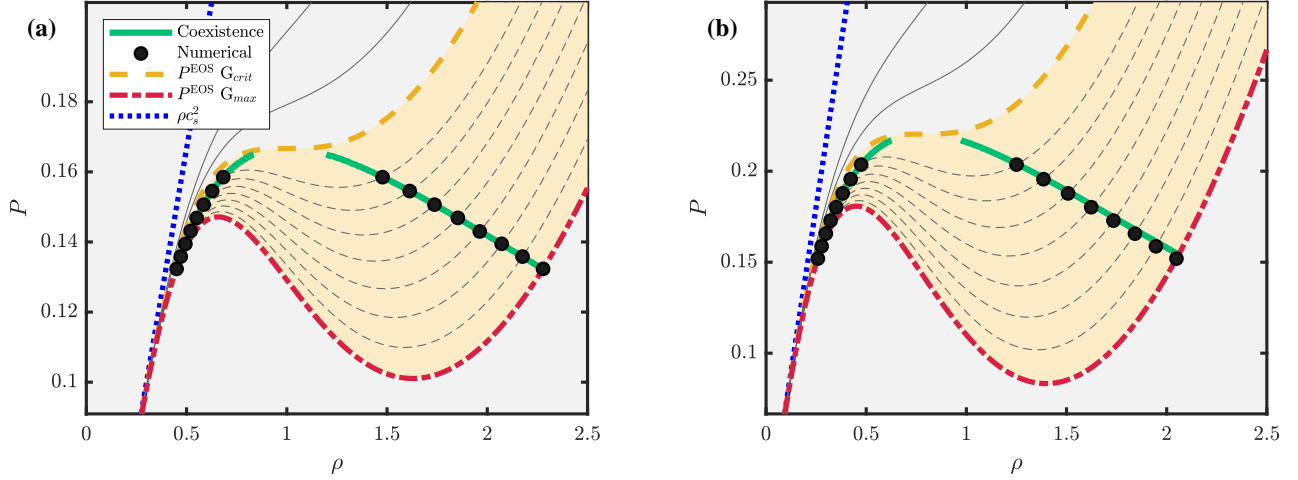 (a)
Coexistence
Numerical
P^EOS G_crit
P^EOS G_max
ρc_s^2
P
0.18
0.16
0.14
0.12
0.1
0 0.5 1 1.5 2 2.5
ρ
(b)
P
0.25
0.2
0.15
0.1
0 0.5 1 1.5 2 2.5
ρ